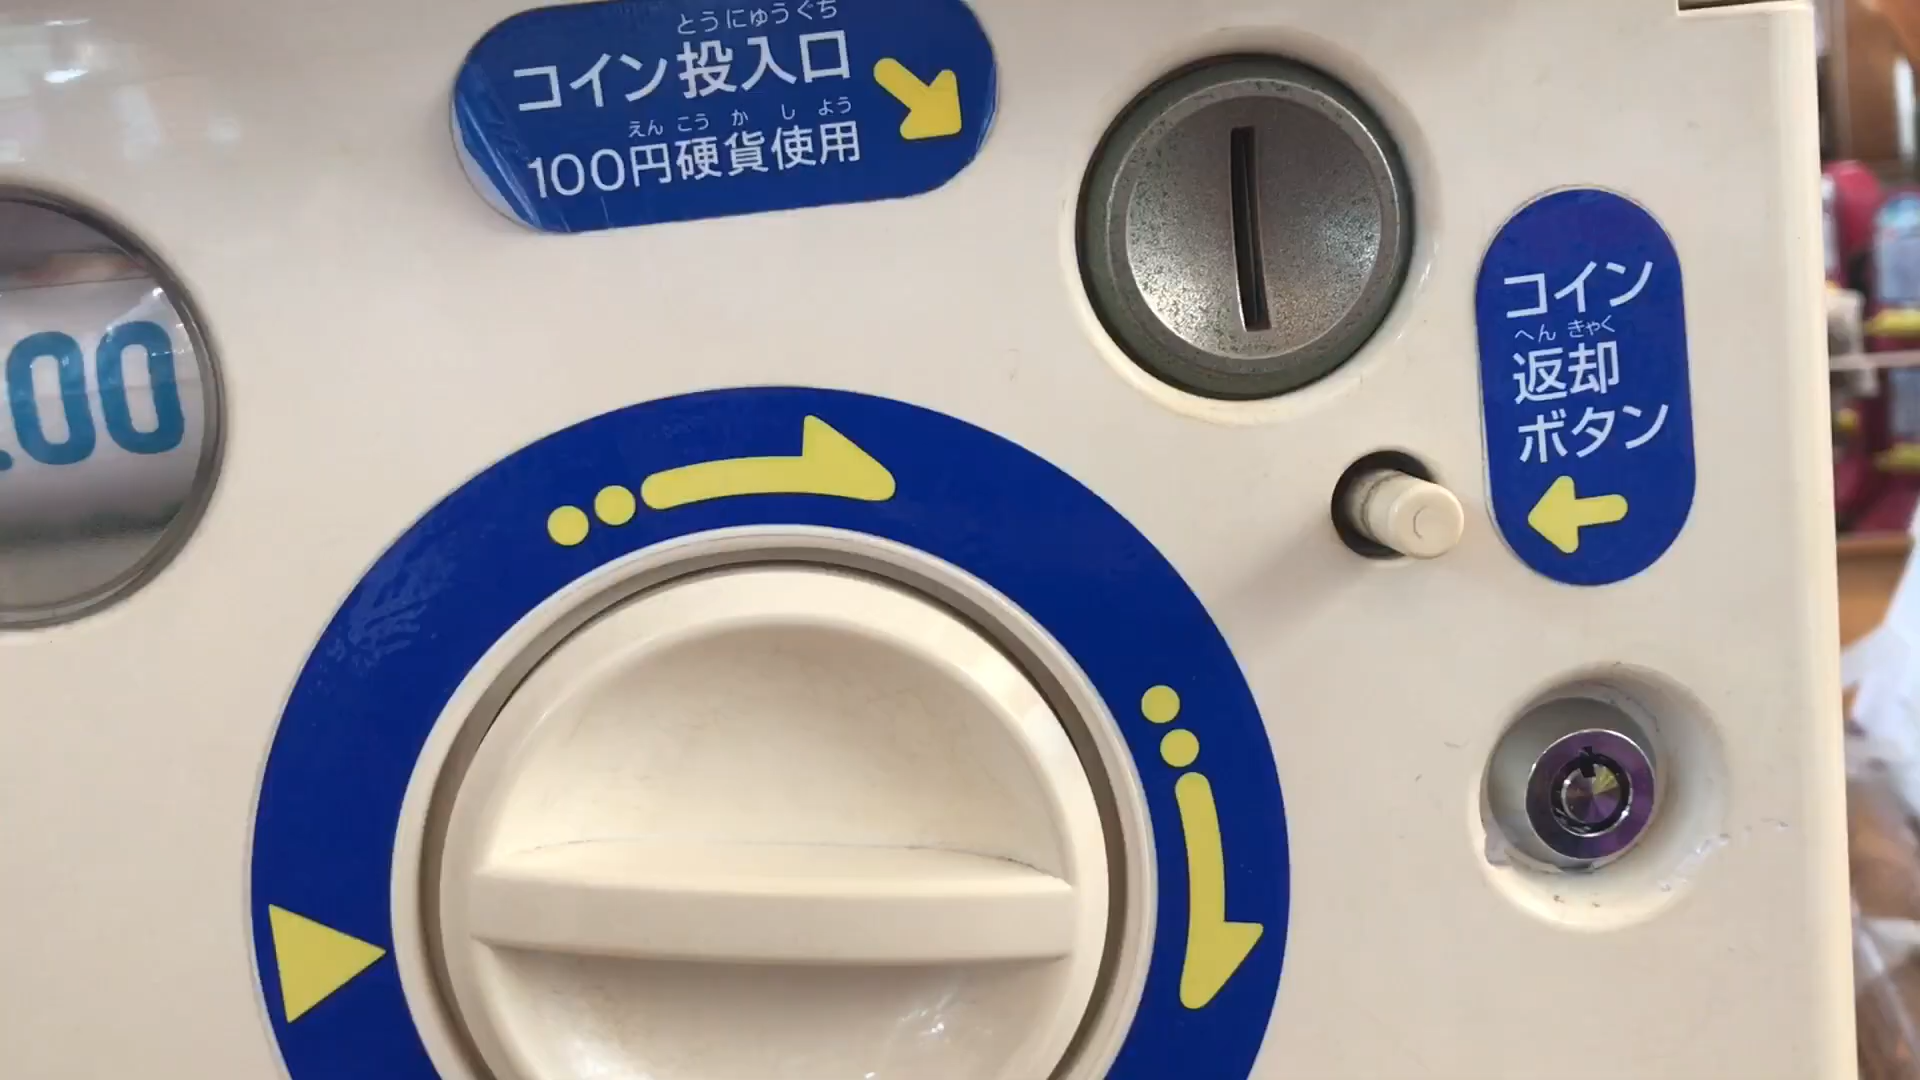 とうにゅうぐち
コイン投入口
えん こう か し よう
100円硬貨使用
コイン
へん きゃく
返却
ボタン
00